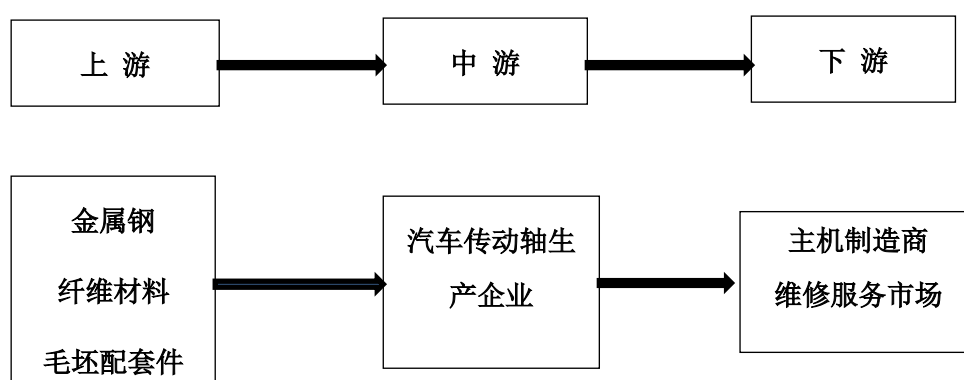 上 游
中 游
下 游
金属钢
纤维材料
毛坯配套件
汽车传动轴生
产企业
主机制造商
维修服务市场